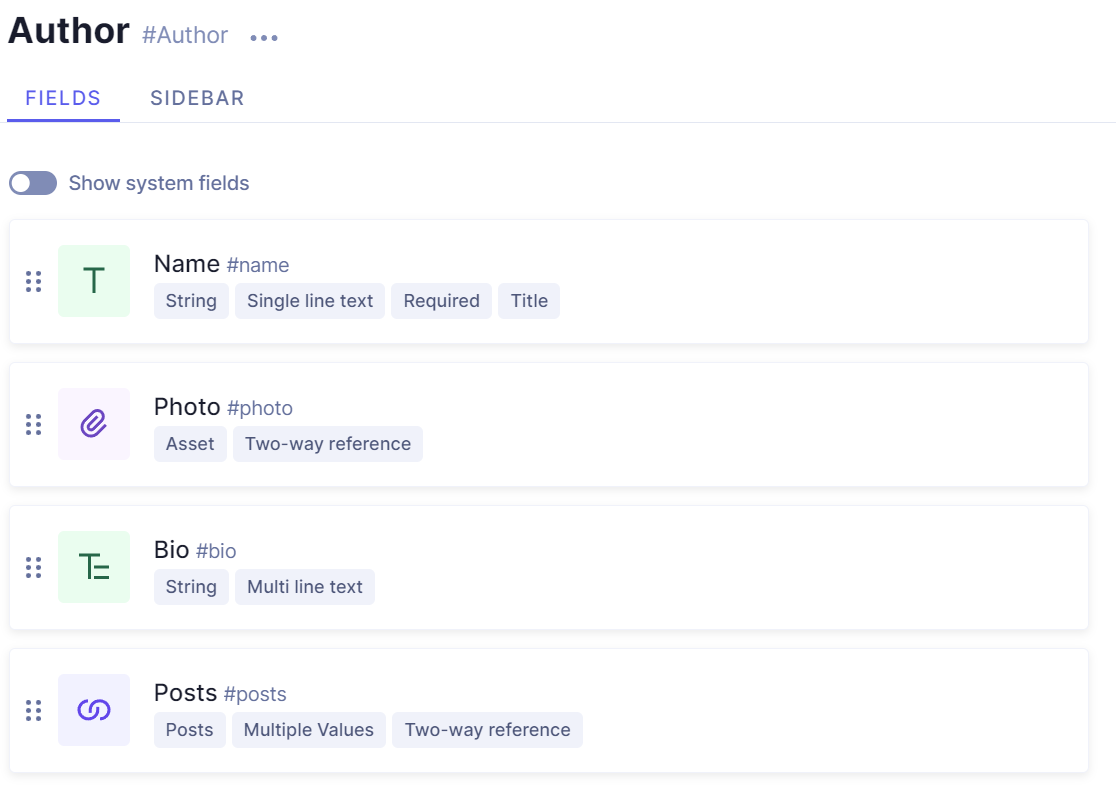 Author #Author •••
FIELDS SIDEBAR
Show system fields
Name #name
String Single line text Required Title
Photo #photo
Asset Two-way reference
Bio #bio
String Multi line text
Posts #posts
Posts Multiple Values Two-way reference